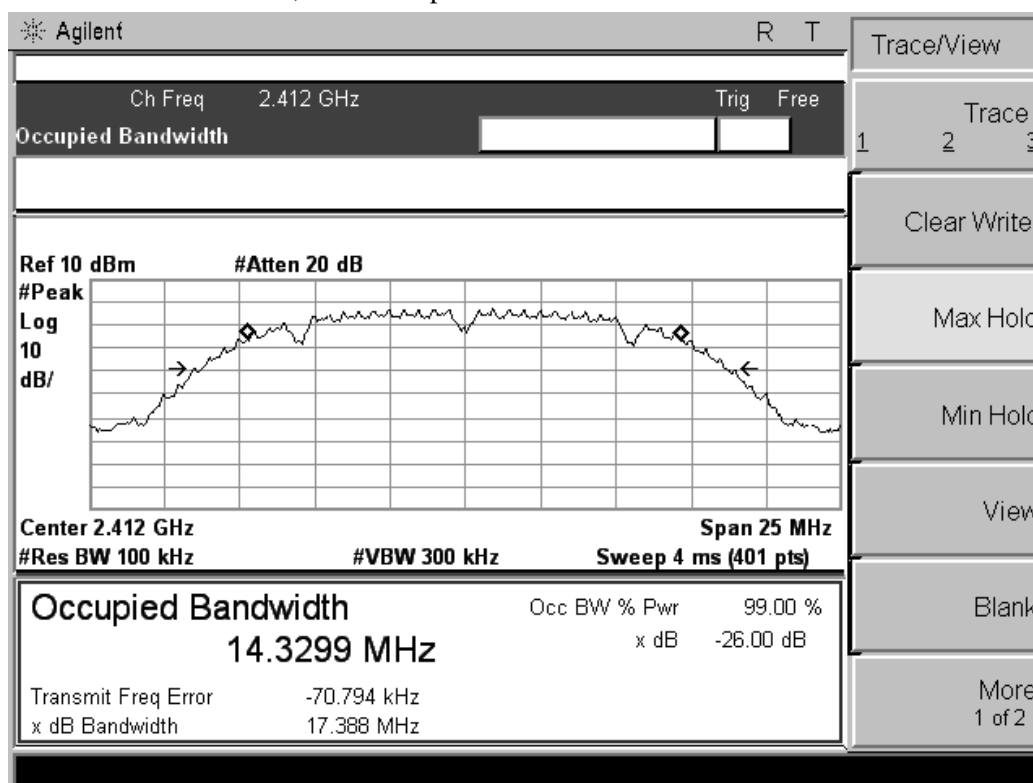 Agilent R T
Trace/View
Ch Freq 2.412 GHz Trig Free
Occupied Bandwidth
Trace
1 2 3
Clear Write
Ref 10 dBm #Atten 20 dB
#Peak
Log
10
dB/
Max Hold
Min Hold
View
Center 2.412 GHz Span 25 MHz
#Res BW 100 kHz #VBW 300 kHz Sweep 4 ms (401 pts)
Occupied Bandwidth
14.3299 MHz
Occ BW % Pwr 99.00 %
x dB -26.00 dB
Transmit Freq Error -70.794 kHz
x dB Bandwidth 17.388 MHz
Blank
More
1 of 2